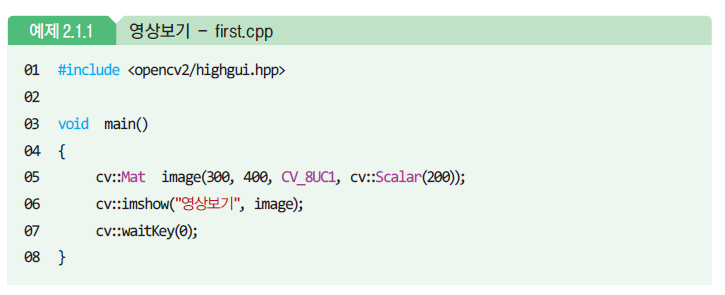 예제 2.1.1 영상보기 - first.cpp
01 #include <opencv2/highgui.hpp>
02
03 void main()
04 {
05 cv::Mat image(300, 400, CV_8UC1, cv::Scalar(200));
06 cv::imshow("영상보기", image);
07 cv::waitKey(0);
08 }